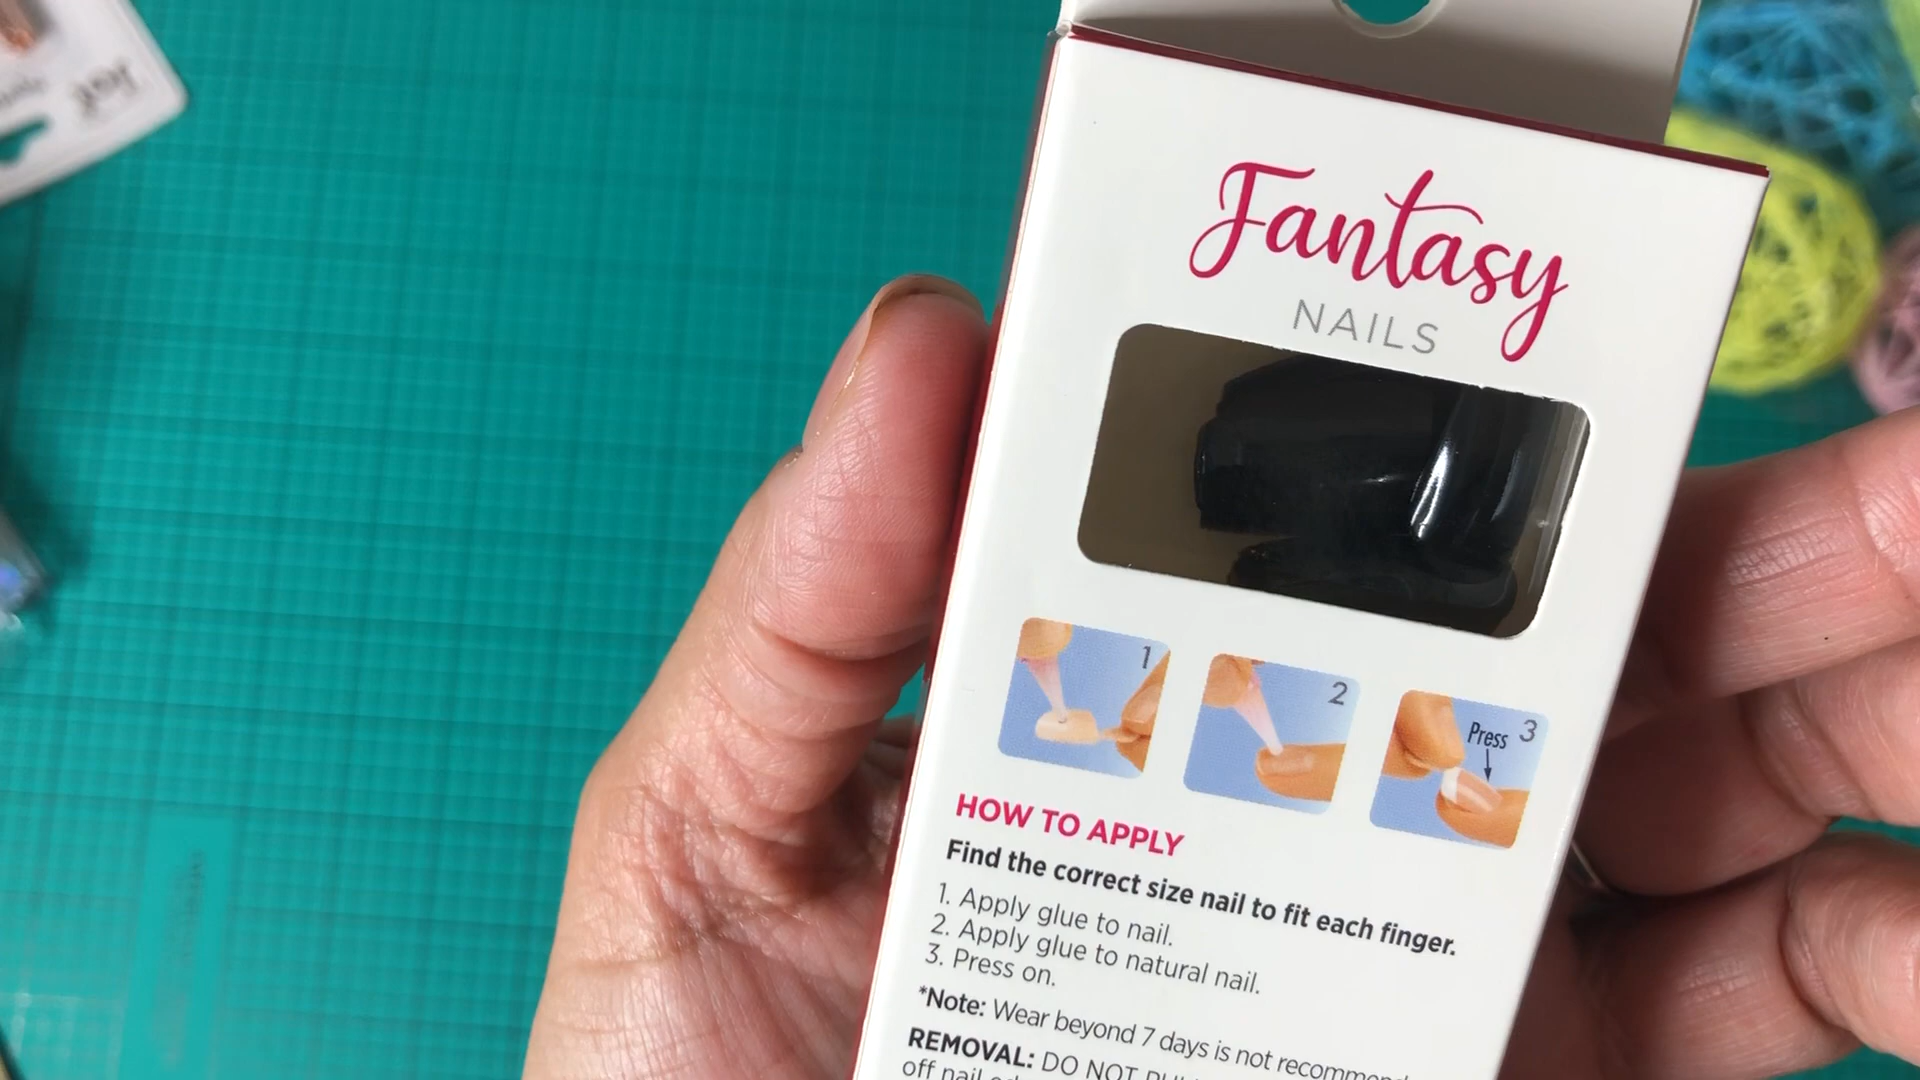 Fantasy
NAILS
1
2
Press 3
HOW TO APPLY
Find the correct size nail to fit each finger.
1. Apply glue to nail.
2. Apply glue to natural nail.
3. Press on.
*Note: Wear beyond 7 days is not
REMOVAL: DO NOT
off nail